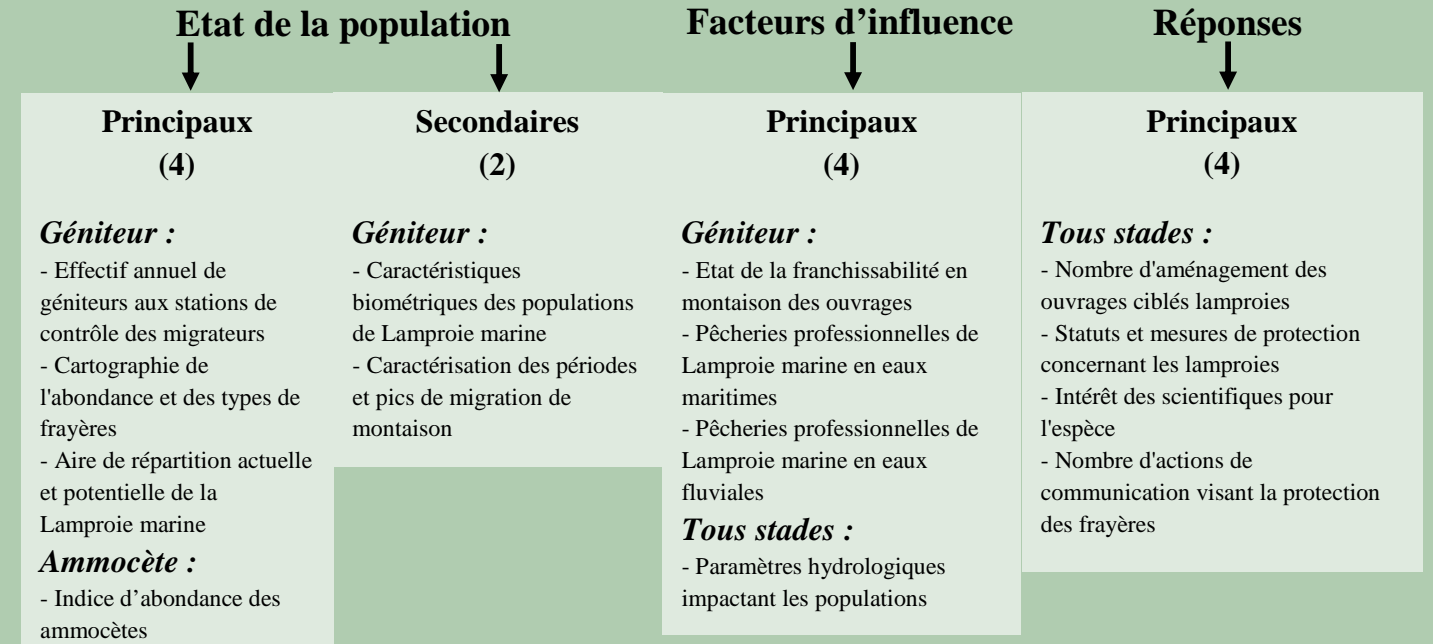 Etat de la population
Facteurs d’influence
Réponses
Principaux
(4)
Géniteur :
- Effectif annuel de
géniteurs aux stations de
contrôle des migrateurs
- Cartographie de
l'abondance et des types de
frayères
- Aire de répartition actuelle
et potentielle de la
Lamproie marine
Ammocète :
- Indice d’abondance des
ammocètes
Secondaires
(2)
Géniteur :
- Caractéristiques
biométriques des populations
de Lamproie marine
- Caractérisation des périodes
et pics de migration de
montaison
Principaux
(4)
Géniteur :
- Etat de la franchissabilité en
montaison des ouvrages
- Pêcheries professionnelles de
Lamproie marine en eaux
maritimes
- Pêcheries professionnelles de
Lamproie marine en eaux
fluviales
Tous stades :
- Paramètres hydrologiques
impactant les populations
Principaux
(4)
Tous stades :
- Nombre d'aménagement des
ouvrages ciblés lamproies
- Statuts et mesures de protection
concernant les lamproies
- Intérêt des scientifiques pour
l'espèce
- Nombre d'actions de
communication visant la protection
des frayères